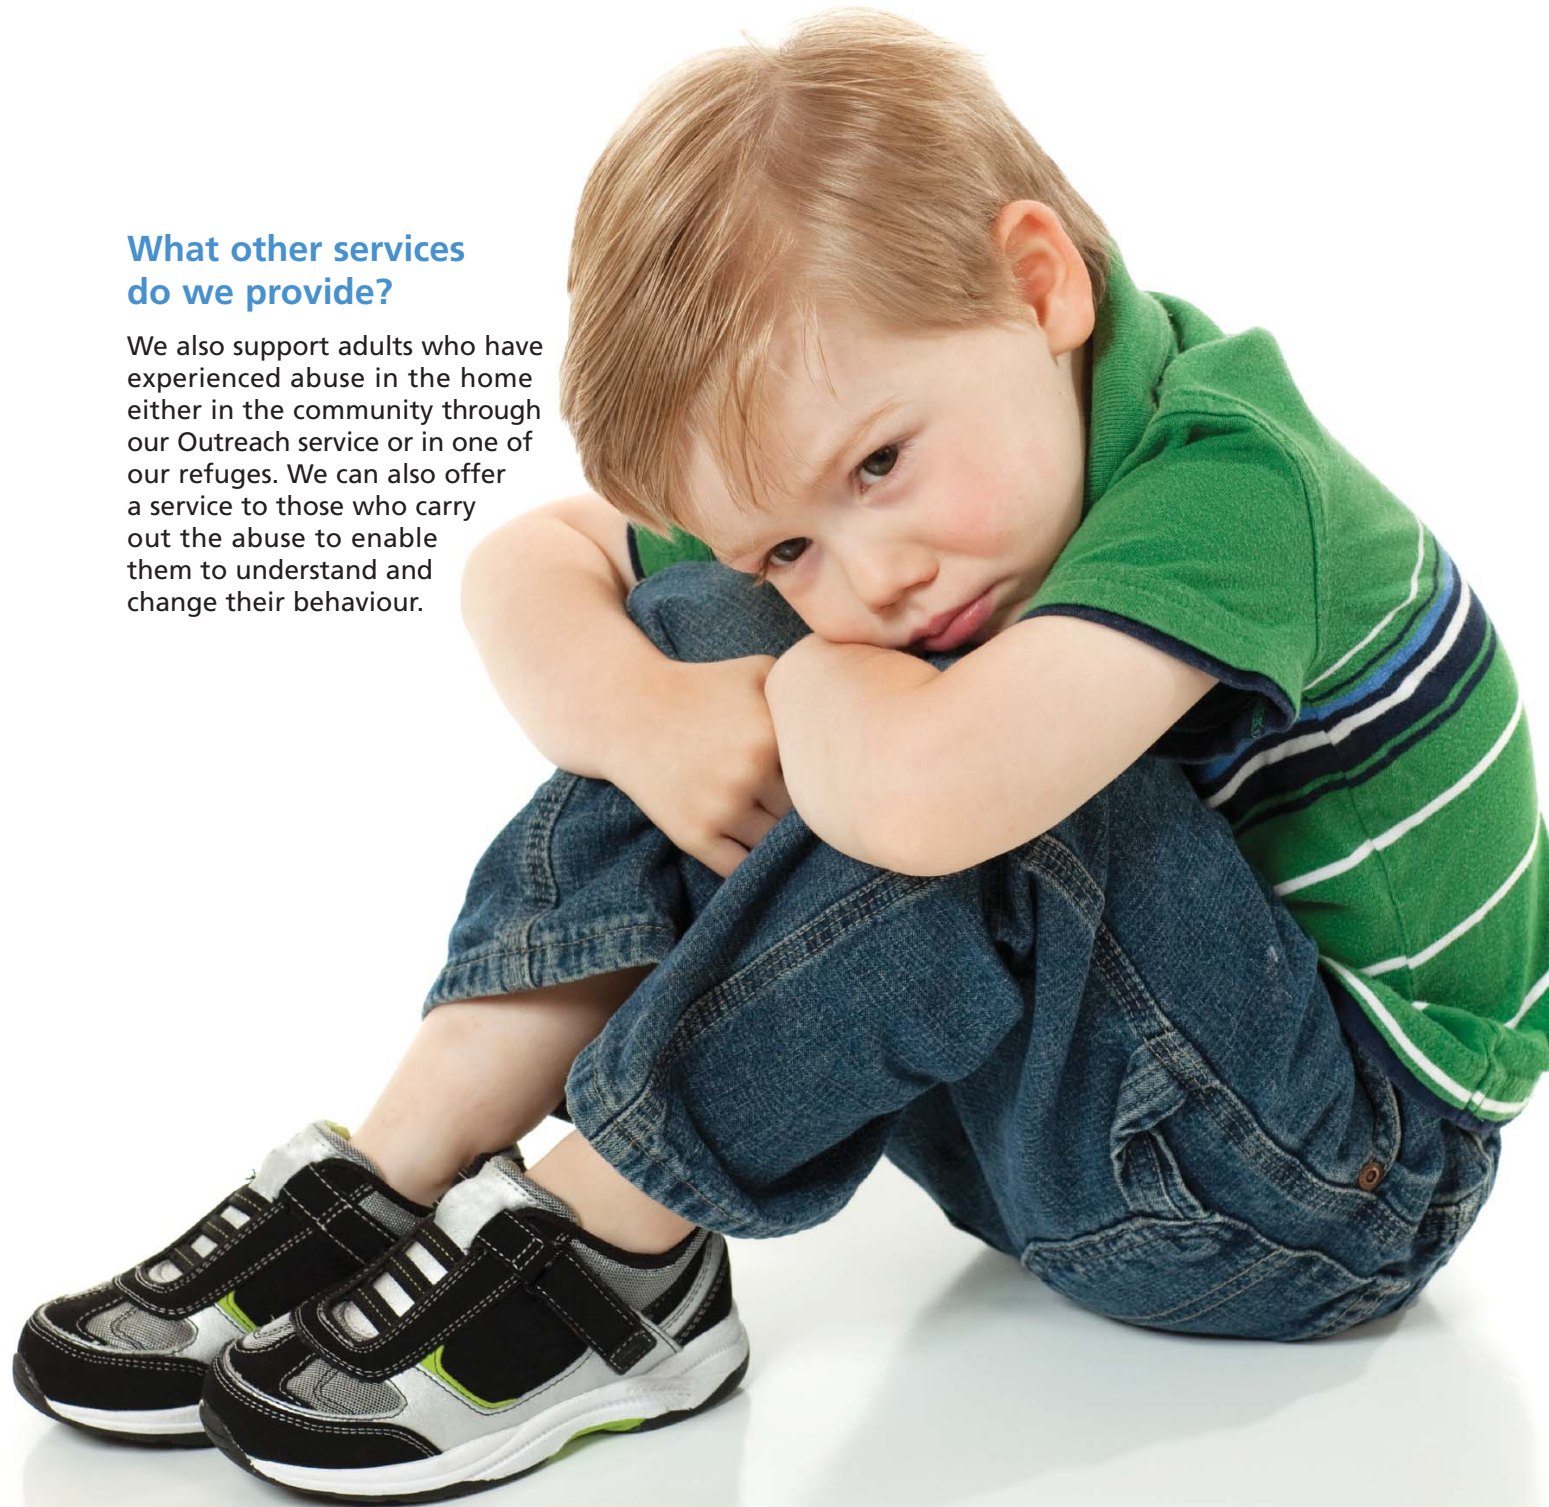 What other services
do we provide?
We also support adults who have
experienced abuse in the home
either in the community through
our Outreach service or in one of
our refuges. We can also offer
a service to those who carry
out the abuse to enable
them to understand and
change their behaviour.